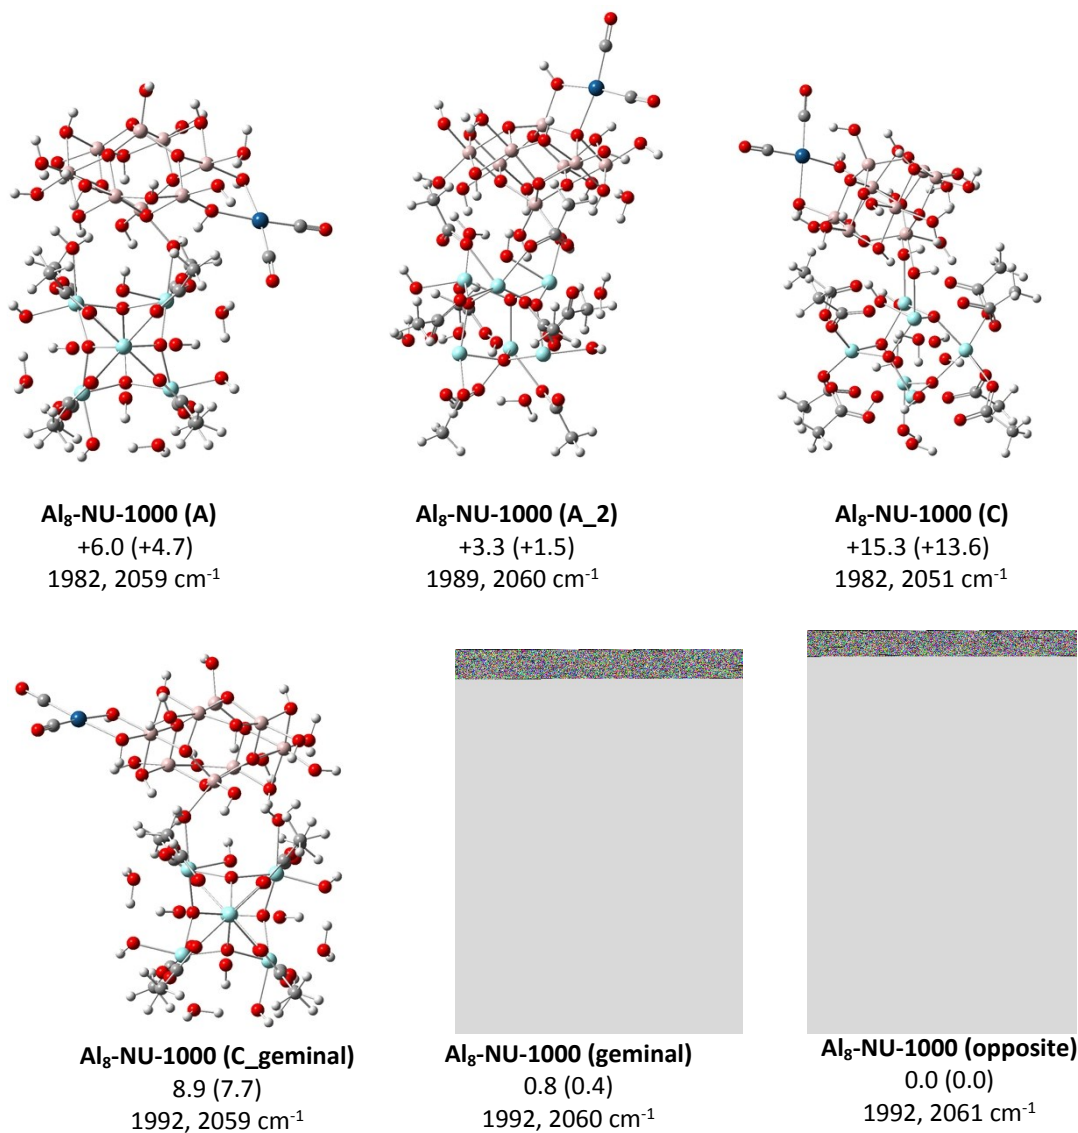 Al₈-NU-1000 (A)
+6.0 (+4.7)
1982, 2059 cm⁻¹
Al₈-NU-1000 (A_2)
+3.3 (+1.5)
1989, 2060 cm⁻¹
Al₈-NU-1000 (C)
+15.3 (+13.6)
1982, 2051 cm⁻¹
Al₈-NU-1000 (C_geminal)
8.9 (7.7)
1992, 2059 cm⁻¹
Al₈-NU-1000 (geminal)
0.8 (0.4)
1992, 2060 cm⁻¹
Al₈-NU-1000 (opposite)
0.0 (0.0)
1992, 2061 cm⁻¹